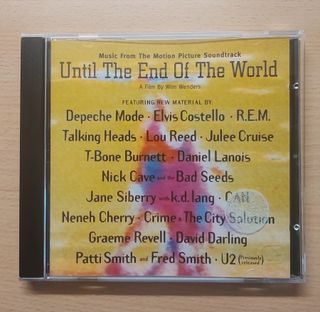 Music From The Motion Picture Soundtrack
Until The End Of The World
A Film By Wim Wenders
FEATURING NEW MATERIAL BY:
Depeche Mode · Elvis Costello · R.E.M.
Talking Heads · Lou Reed · Julee Cruise
T-Bone Burnett · Daniel Lanois
Nick Cave and the Bad Seeds
Jane Siberry with k.d. lang · CAN
Neneh Cherry · Crime & The City Solution
Graeme Revell · David Darling
Patti Smith and Fred Smith · U2 (Previously released)